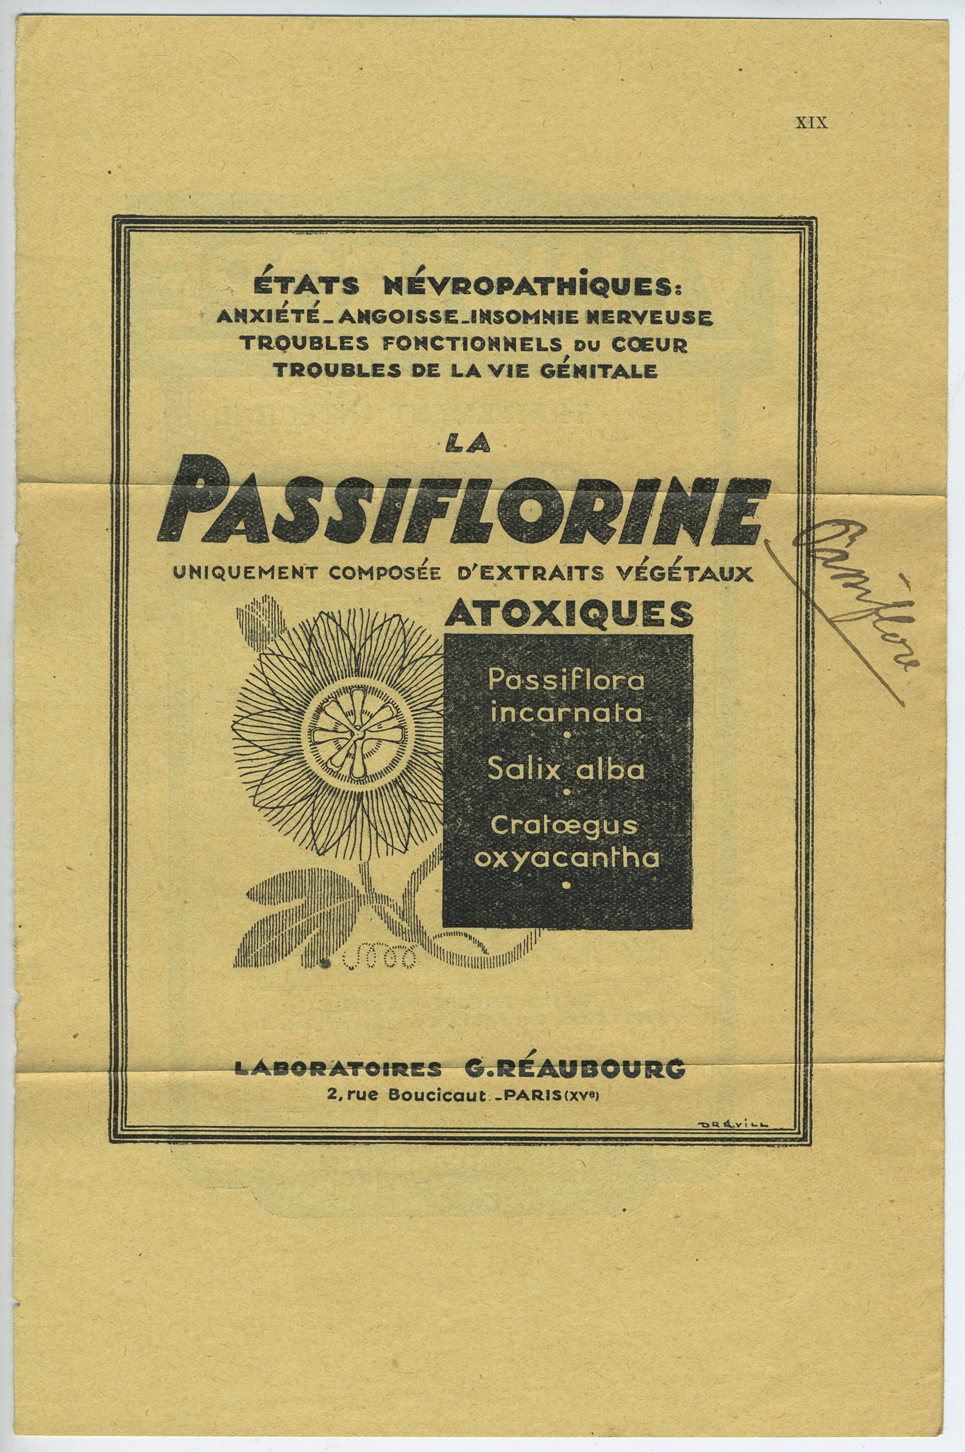 XIX
ÉTATS NÉVROPATHIQUES:
ANXIÉTÉ_ANGOISSE_INSOMNIE NERVEUSE
TROUBLES FONCTIONNELS DU CŒUR
TROUBLES DE LA VIE GÉNITALE
LA
PASSIFLORINE
UNIQUEMENT COMPOSÉE D'EXTRAITS VÉGÉTAUX
ATOXIQUES
Passiflora
incarnata
Salix alba
Cratœgus
oxyacantha
Passiflore
LABORATOIRES G.RÉAUBOURG
2, rue Boucicaut_PARIS (XVe)
DRÉVILL